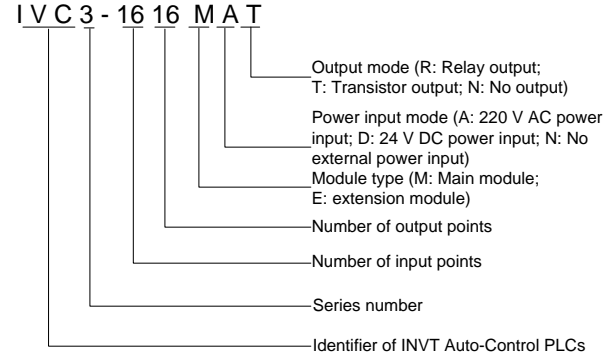 IVC3-1616MAT
Output mode (R: Relay output;
T: Transistor output; N: No output)
Power input mode (A: 220 V AC power
input; D: 24 V DC power input; N: No
external power input)
Module type (M: Main module;
E: extension module)
Number of output points
Number of input points
Series number
Identifier of INVT Auto-Control PLCs